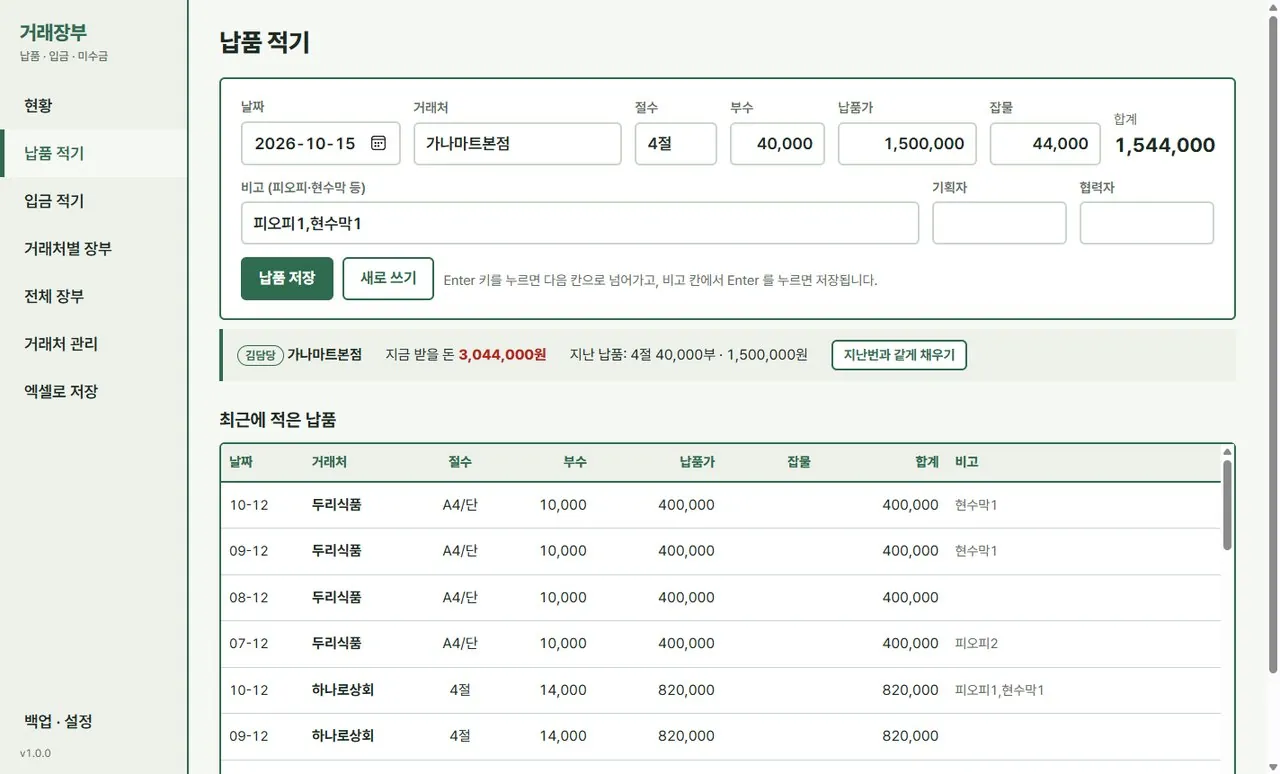 거래장부
납품 · 입금 · 미수금
현황
납품 적기
입금 적기
거래처별 장부
전체 장부
거래처 관리
엑셀로 저장
백업 · 설정
v1.0.0
납품 적기
날짜 거래처 절수 부수 납품가 잡물 합계
2026-10-15 가나마트본점 4절 40,000 1,500,000 44,000 1,544,000
비고 (피오피·현수막 등) 기획자 협력자
피오피1,현수막1
납품 저장 새로 쓰기 Enter 키를 누르면 다음 칸으로 넘어가고, 비고 칸에서 Enter 를 누르면 저장됩니다.
김담당 가나마트본점 지금 받을 돈 3,044,000원 지난 납품: 4절 40,000부 · 1,500,000원 지난번과 같게 채우기
최근에 적은 납품
날짜 거래처 절수 부수 납품가 잡물 합계 비고
10-12 두리식품 A4/단 10,000 400,000 400,000 현수막1
09-12 두리식품 A4/단 10,000 400,000 400,000 현수막1
08-12 두리식품 A4/단 10,000 400,000 400,000
07-12 두리식품 A4/단 10,000 400,000 400,000 피오피2
10-12 하나로상회 4절 14,000 820,000 820,000 피오피1,현수막1
09-12 하나로상회 4절 14,000 820,000 820,000